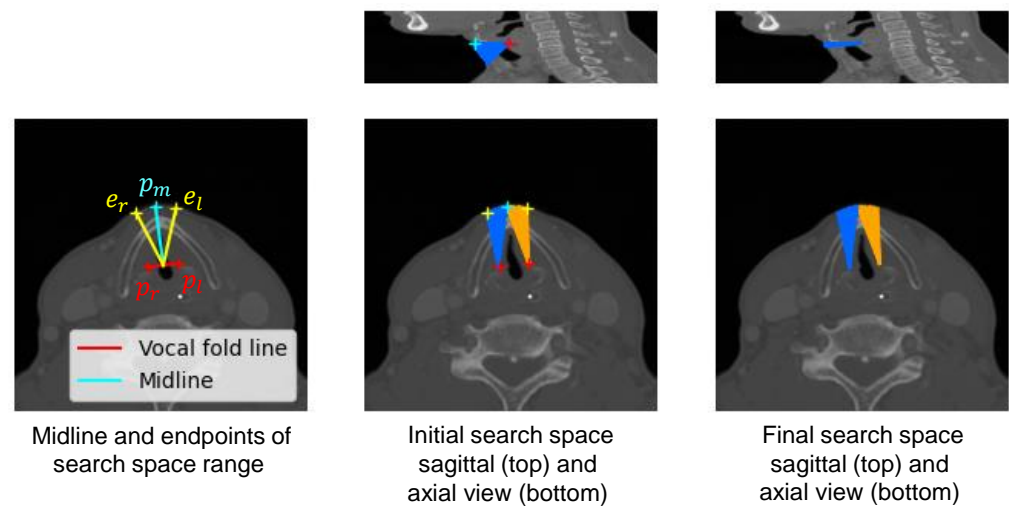 e_r p_m e_l
p_r p_l
Vocal fold line
Midline
Midline and endpoints of
search space range
Initial search space
sagittal (top) and
axial view (bottom)
Final search space
sagittal (top) and
axial view (bottom)